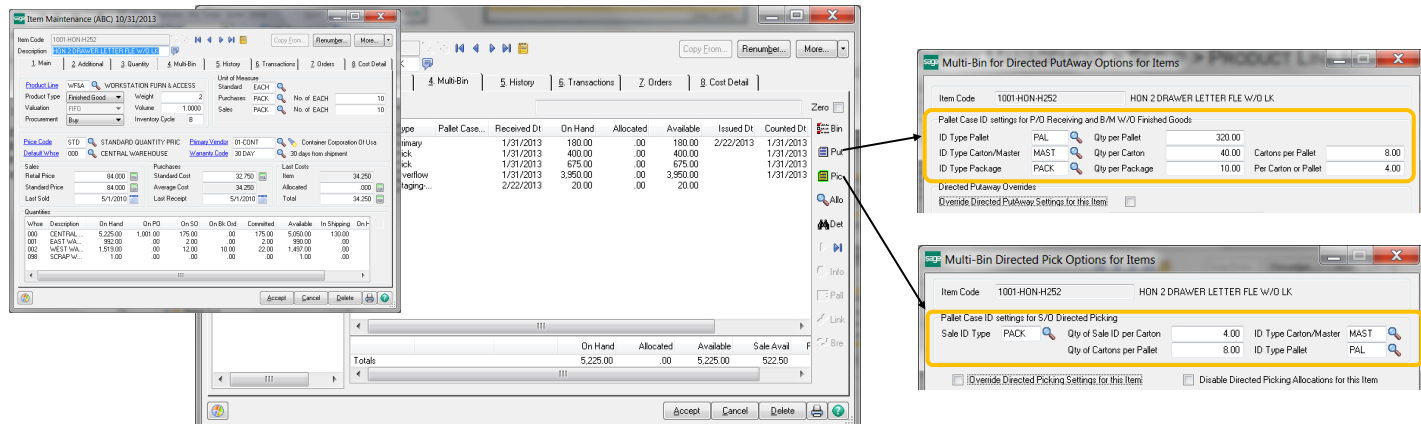 Item Maintenance (ABC) 10/31/2013
Item Code 1001-HON-H252 Copy From... Renumber... More...
Description HON 2 DRAWER LETTER FLE W/O LK
1. Main 2. Additional 3. Quantity 4. Multi-Bin 5. History 6. Transactions 7. Orders 8. Cost Detail
Product Line WF&A WORKSTATION FURN & ACCESS
Product Type Finished Good Weight 2
Valuation FIFO Volume 1.0000
Procurement Buy Inventory Cycle B
Unit of Measure
Standard EACH
Purchases PACK No. of EACH 10
Sales PACK No. of EACH 10
Price Code STD STANDARD QUANTITY PRIC Primary Vendor 01-CONT Container Corporation Of Usa
Default Whse 000 CENTRAL WAREHOUSE Warranty Code 30 DAY 30 days from shipment
Sales Purchases Last Costs
Retail Price 84.000 Standard Cost 32.750 Item 34.250
Standard Price 84.000 Average Cost 34.250 Allocated .000
Last Sold 5/1/2010 Last Receipt 5/1/2010 Total 34.250
Quantities
Whse Description On Hand On PO On SO On Bk Ord Committed Available In Shipping On H
000 CENTRAL ... 5,225.00 1,001.00 175.00 .00 175.00 5,050.00 130.00
001 EAST WA... 992.00 .00 2.00 .00 2.00 990.00 .00
002 WEST WA... 1,519.00 .00 12.00 10.00 22.00 1,497.00 .00
098 SCRAP W... 1.00 .00 .00 .00 .00 1.00 .00
Accept Cancel Delete
Copy From... Renumber... More...
4. Multi-Bin 5. History 6. Transactions 7. Orders 8. Cost Detail
Zero
ype Pallet Case... Received Dt On Hand Allocated Available Issued Dt Counted Dt Bin
rimary 1/31/2013 180.00 .00 180.00 2/22/2013 1/31/2013
ick 1/31/2013 400.00 .00 400.00 1/31/2013 Put
ick 1/31/2013 675.00 .00 675.00 1/31/2013
verflow 1/31/2013 3,950.00 .00 3,950.00 1/31/2013 Pic
taging-... 2/22/2013 20.00 .00 20.00
Allo
Det
Info
Pall
Link
Bre
On Hand Allocated Available Sale Avail F
Totals 5,225.00 .00 5,225.00 522.50
Accept Cancel Delete
Multi-Bin for Directed PutAway Options for Items
Item Code 1001-HON-H252 HON 2 DRAWER LETTER FLE W/O LK
Pallet Case ID settings for P/O Receiving and B/M W/O Finished Goods
ID Type Pallet PAL Qty per Pallet 320.00
ID Type Carton/Master MAST Qty per Carton 40.00 Cartons per Pallet 8.00
ID Type Package PACK Qty per Package 10.00 Per Carton or Pallet 4.00
Directed Putaway Overrides
Override Directed PutAway Settings for this Item
Multi-Bin Directed Pick Options for Items
Item Code 1001-HON-H252 HON 2 DRAWER LETTER FLE W/O LK
Pallet Case ID settings for S/O Directed Picking
Sale ID Type PACK Qty of Sale ID per Carton 4.00 ID Type Carton/Master MAST
Qty of Cartons per Pallet 8.00 ID Type Pallet PAL
Override Directed Picking Settings for this Item Disable Directed Picking Allocations for this Item